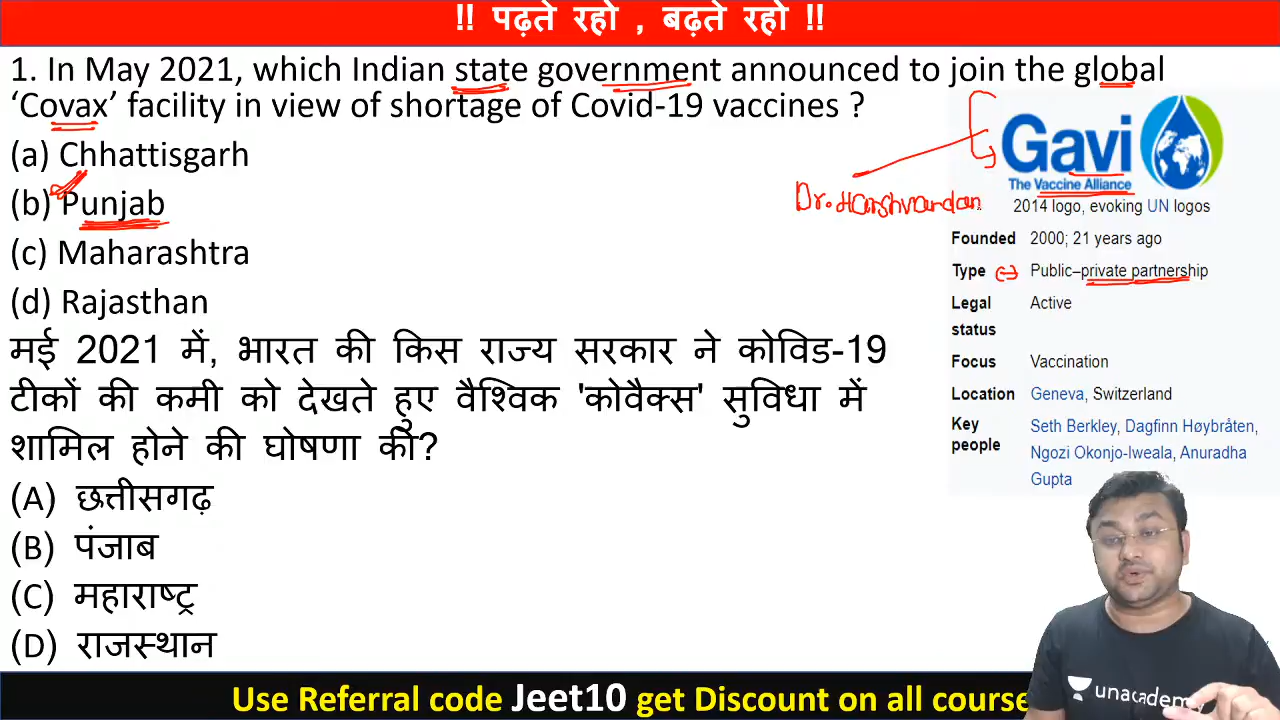 !! पढ़ते रहो , बढ़ते रहो !!
1. In May 2021, which Indian state government announced to join the global
‘Covax’ facility in view of shortage of Covid-19 vaccines ?
(a) Chhattisgarh
(b) Punjab
(c) Maharashtra
(d) Rajasthan
मई 2021 में, भारत की किस राज्य सरकार ने कोविड-19
टीकों की कमी को देखते हुए वैश्विक 'कोवैक्स' सुविधा में
शामिल होने की घोषणा की?
(A) छत्तीसगढ़
(B) पंजाब
(C) महाराष्ट्र
(D) राजस्थान
Dr. Harshvardan
Gavi
The Vaccine Alliance
2014 logo, evoking UN logos
Founded 2000; 21 years ago
Type Public–private partnership
Legal status Active
Focus Vaccination
Location Geneva, Switzerland
Key people Seth Berkley, Dagfinn Høybråten,
Ngozi Okonjo-Iweala, Anuradha
Gupta
unacademy
Use Referral code Jeet10 get Discount on all course